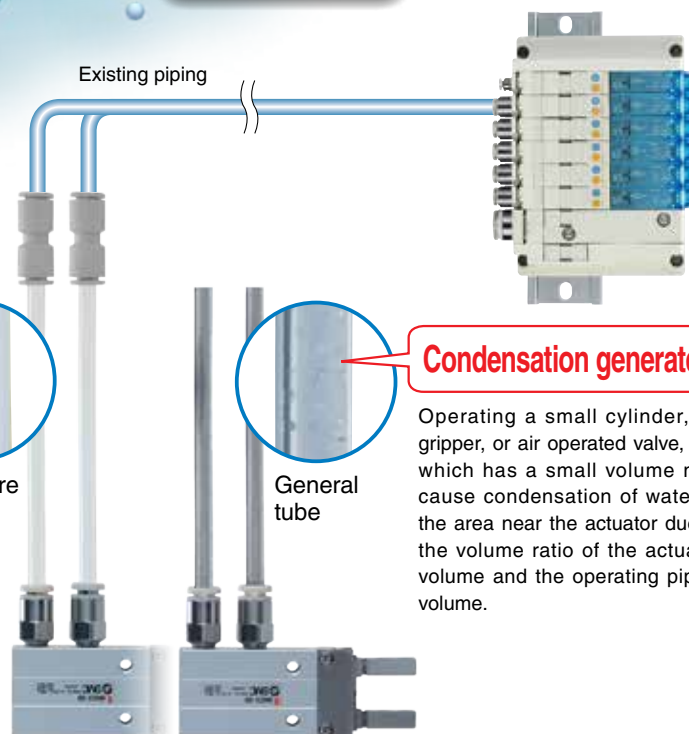 Existing piping
Condensation generate
Operating a small cylinder,
gripper, or air operated valve,
which has a small volume
cause condensation of wate
the area near the actuator du
the volume ratio of the actua
volume and the operating pip
volume.
re
General
tube
SMC
SMC